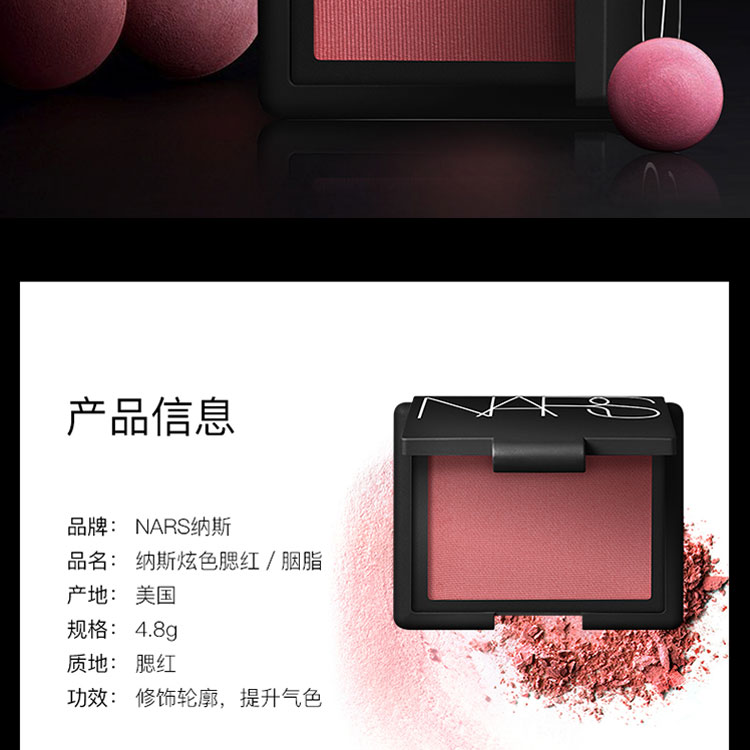 NARS
产品信息
品牌： NARS纳斯
品名： 纳斯炫色腮红 / 胭脂
产地： 美国
规格： 4.8g
质地： 腮红
功效： 修饰轮廓，提升气色